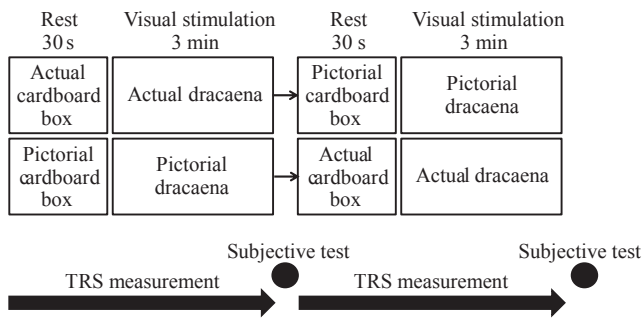 Rest Visual stimulation Rest Visual stimulation
30 s 3 min 30 s 3 min
Actual
cardboard
box
Actual dracaena
Pictorial
cardboard
box
Pictorial
dracaena
Pictorial
cardboard
box
Pictorial
dracaena
Actual
cardboard
box
Actual dracaena
Subjective test Subjective test
TRS measurement TRS measurement